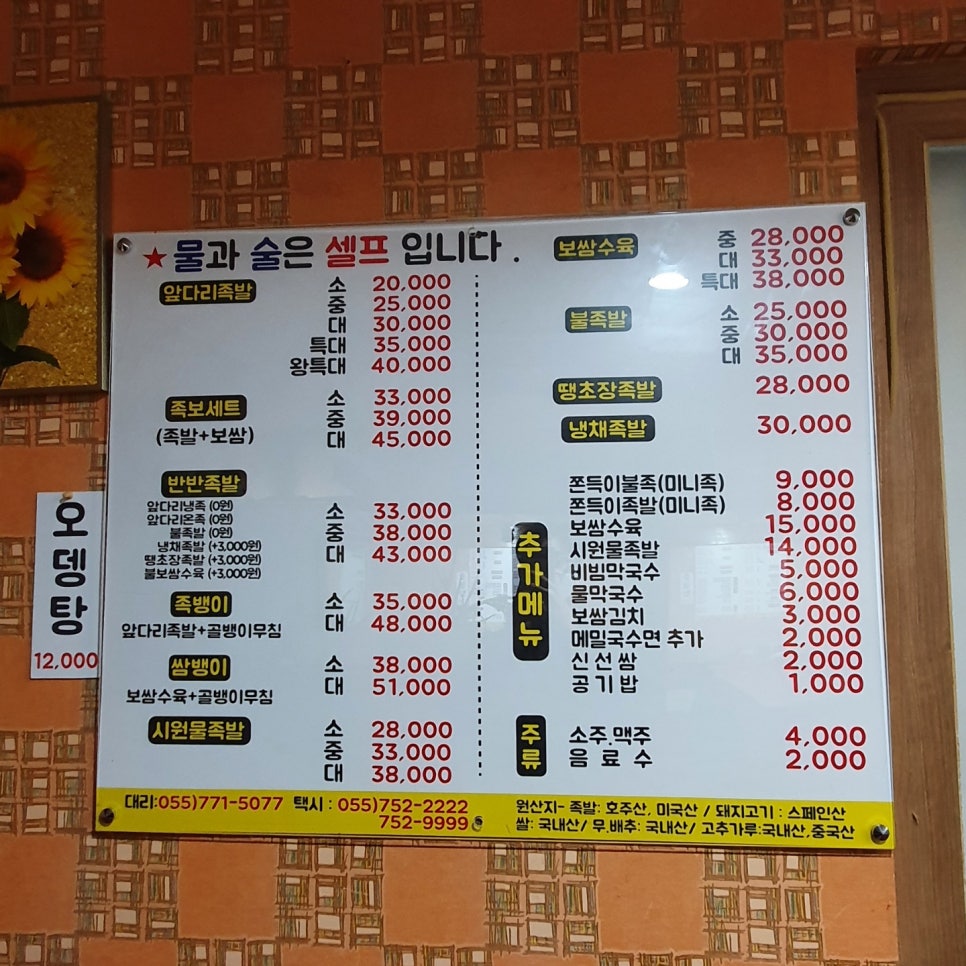 ★ 물과 술은 셀프 입니다 .
앞다리족발
소 20,000
중 25,000
대 30,000
특대 35,000
왕특대 40,000
족보세트
(족발+보쌈)
소 33,000
중 39,000
대 45,000
반반족발
앞다리냉족 (0원)
앞다리온족 (0원)
불족발 (0원)
냉채족발 (+3,000원)
땡초장족발 (+3,000원)
불보쌈수육 (+3,000원)
소 33,000
중 38,000
대 43,000
족뱅이
앞다리족발+골뱅이무침
소 35,000
대 48,000
쌈뱅이
보쌈수육+골뱅이무침
소 38,000
대 51,000
시원물족발
소 28,000
중 33,000
대 38,000
보쌈수육
중 28,000
대 33,000
특대 38,000
불족발
소 25,000
중 30,000
대 35,000
땡초장족발 28,000
냉채족발 30,000
추가메뉴
쫀득이불족(미니족) 9,000
쫀득이족발(미니족) 8,000
보쌈수육 15,000
시원물족발 14,000
비빔막국수 5,000
물막국수 6,000
보쌈김치 3,000
메밀국수면 추가 2,000
신선쌈 2,000
공기밥 1,000
주류
소주.맥주 4,000
음료수 2,000
대리:055)771-5077 택시 : 055)752-2222
752-9999
원산지- 족발: 호주산, 미국산 / 돼지고기 : 스페인산
쌀: 국내산/ 무,배추: 국내산/ 고추가루:국내산,중국산
오뎅탕
12,000